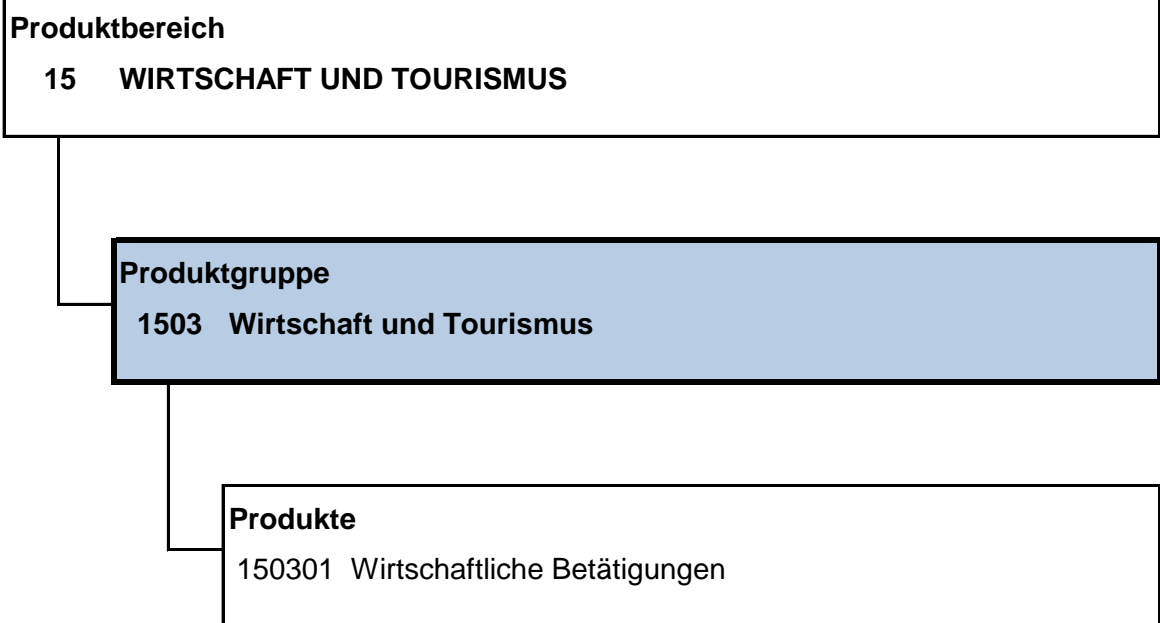 Produktbereich
15 WIRTSCHAFT UND TOURISMUS
Produktgruppe
1503 Wirtschaft und Tourismus
Produkte
150301 Wirtschaftliche Betätigungen